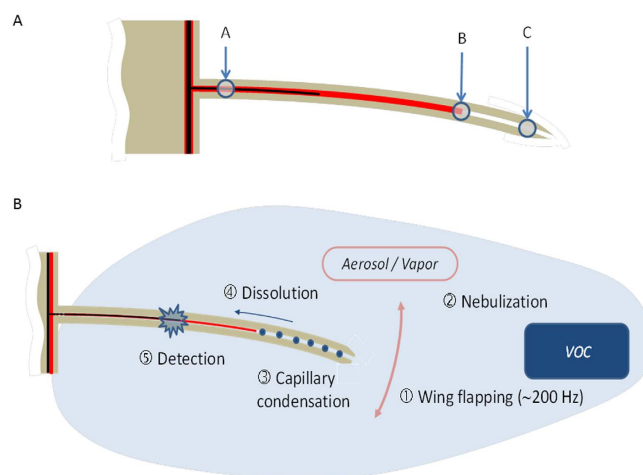 A
A
B
C
B
Aerosol / Vapor
④ Dissolution
② Nebulization
VOC
⑤ Detection
③ Capillary
condensation
① Wing flapping (~200 Hz)